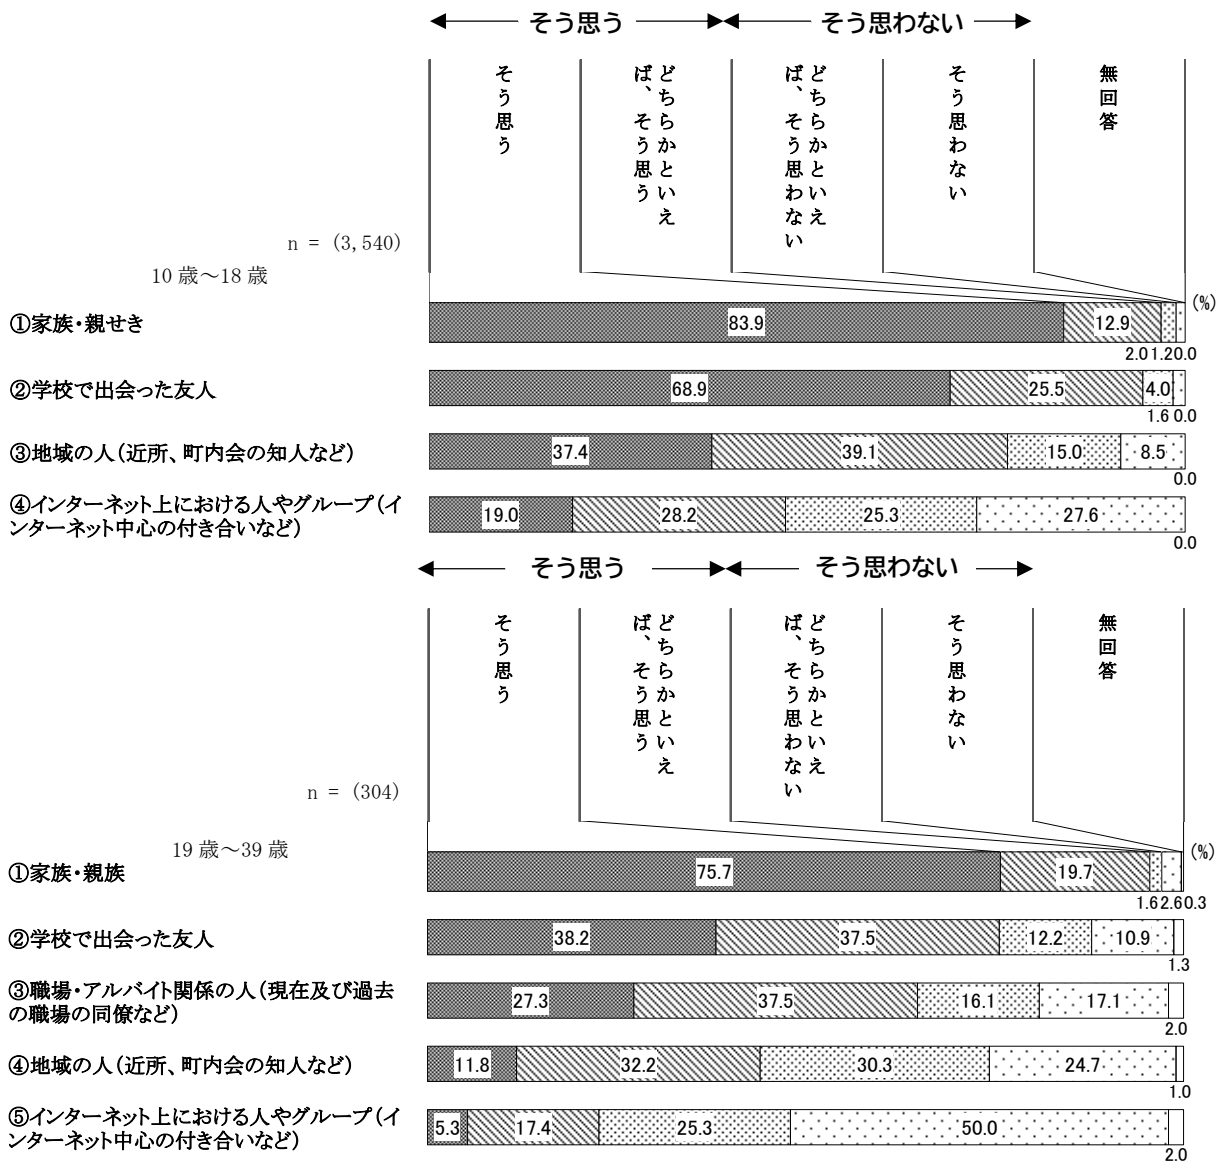 そう思う
そう思わない
そう思う
どちらかといえ
ば、そう思う
どちらかといえ
ば、そう思わない
そう思わない
無回答
n = (3,540)
10 歳～18 歳
(%)
①家族・親せき
83.9
12.9
2.0
1.2
0.0
②学校で出会った友人
68.9
25.5
4.0
1.6
0.0
③地域の人（近所、町内会の知人など）
37.4
39.1
15.0
8.5
0.0
④インターネット上における人やグループ（イ
ンターネット中心の付き合いなど）
19.0
28.2
25.3
27.6
0.0
そう思う
そう思わない
そう思う
どちらかといえ
ば、そう思う
どちらかといえ
ば、そう思わない
そう思わない
無回答
n = (304)
19 歳～39 歳
(%)
①家族・親族
75.7
19.7
1.6
2.6
0.3
②学校で出会った友人
38.2
37.5
12.2
10.9
1.3
③職場・アルバイト関係の人（現在及び過去
の職場の同僚など）
27.3
37.5
16.1
17.1
2.0
④地域の人（近所、町内会の知人など）
11.8
32.2
30.3
24.7
1.0
⑤インターネット上における人やグループ（イ
ンターネット中心の付き合いなど）
5.3
17.4
25.3
50.0
2.0